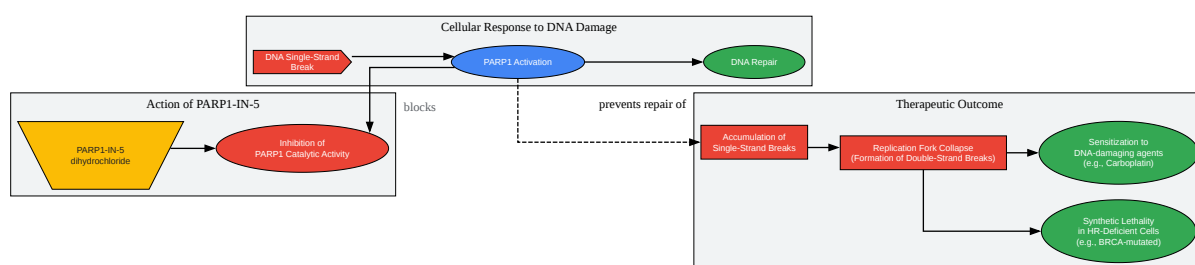 Cellular Response to DNA Damage
DNA Single-Strand
Break
PARP1 Activation
DNA Repair
Action of PARP1-IN-5
blocks
prevents repair of
Therapeutic Outcome
PARP1-IN-5
dihydrochloride
Inhibition of
PARP1 Catalytic Activity
Accumulation of
Single-Strand Breaks
Replication Fork Collapse
(Formation of Double-Strand Breaks)
Sensitization to
DNA-damaging agents
(e.g., Carboplatin)
Synthetic Lethality
in HR-Deficient Cells
(e.g., BRCA-mutated)